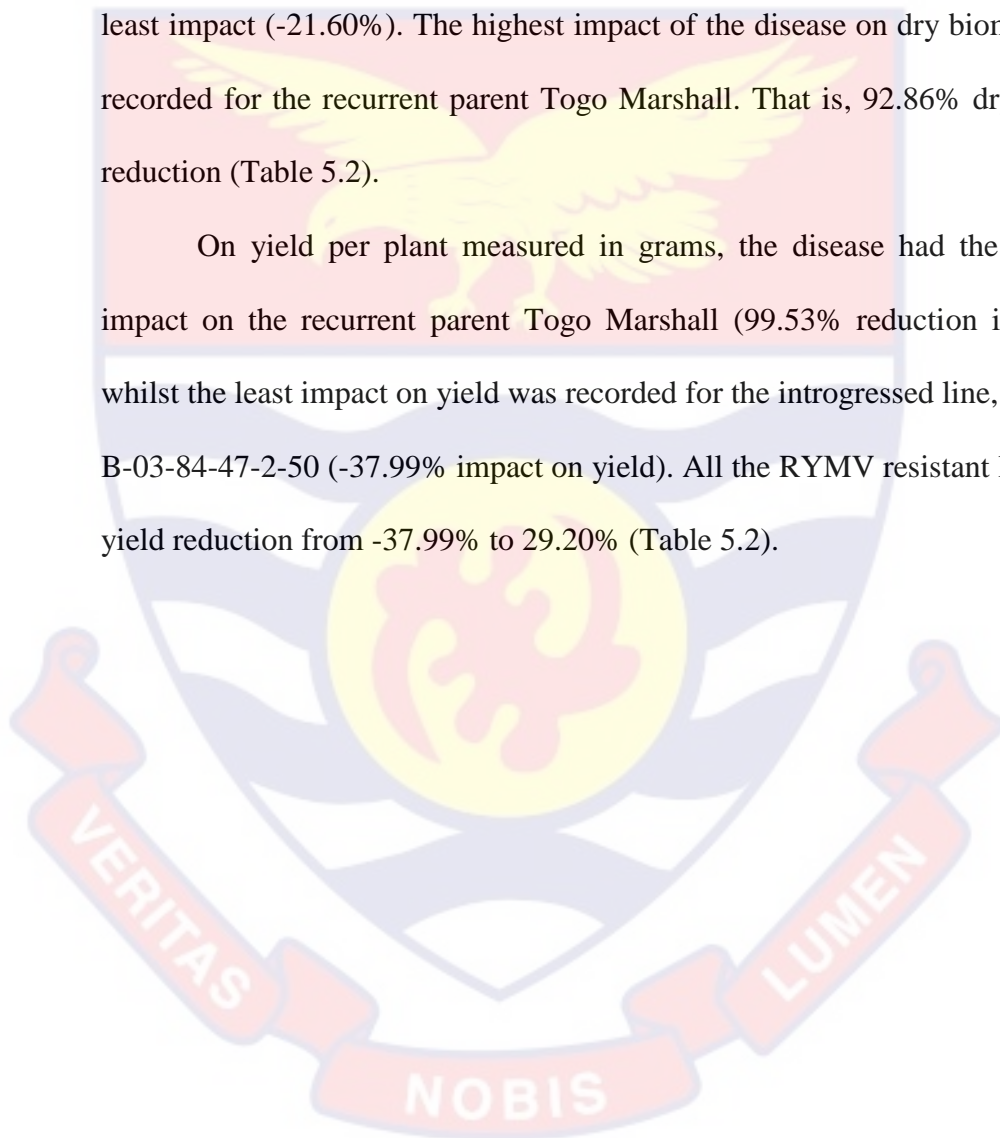 least impact (-21.60%). The highest impact of the disease on dry
recorded for the recurrent parent Togo Marshall. That is, 92.86%
reduction (Table 5.2).
On yield per plant measured in grams, the disease had the
impact on the recurrent parent Togo Marshall (99.53% reduction
whilst the least impact on yield was recorded for the introgressed line,
B-03-84-47-2-50 (-37.99% impact on yield). All the RYMV resistant
yield reduction from -37.99% to 29.20% (Table 5.2).
VERITAS
NOBIS
LUMEN